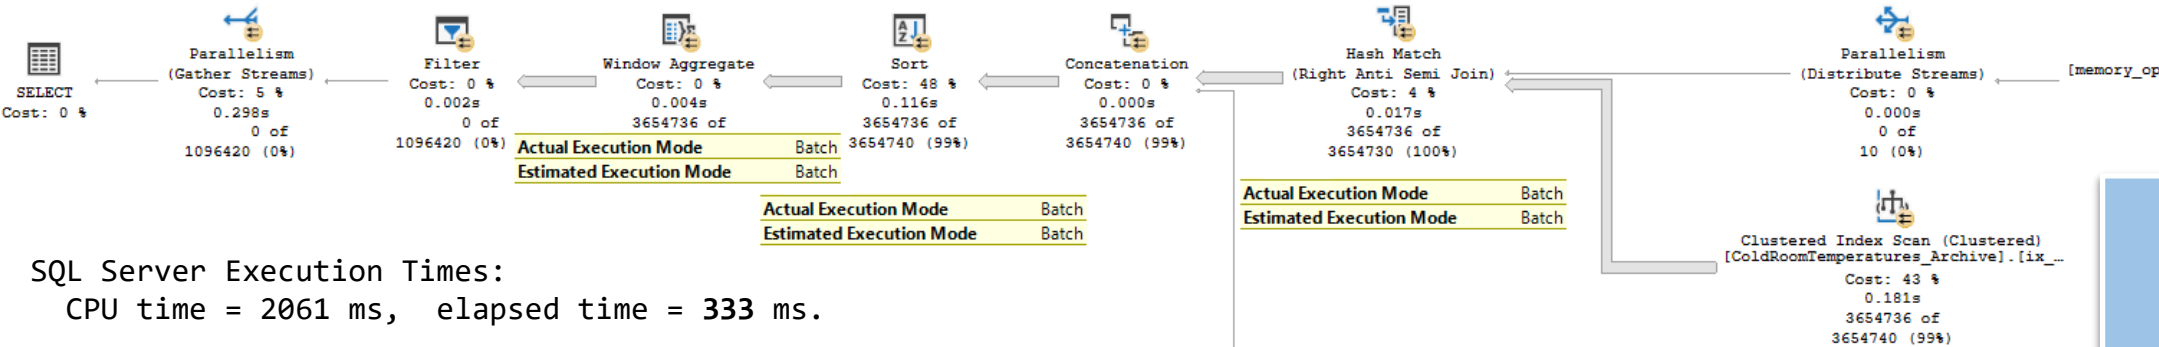 SELECT
Cost: 0 %
Parallelism
(Gather Streams)
Cost: 5 %
0.298s
0 of
1096420 (0%)
Filter
Cost: 0 %
0.002s
0 of
1096420 (0%)
Window Aggregate
Cost: 0 %
0.004s
3654736 of
Actual Execution Mode Batch
Estimated Execution Mode Batch
Sort
Cost: 48 %
0.116s
3654736 of
3654740 (99%)
Actual Execution Mode Batch
Estimated Execution Mode Batch
Concatenation
Cost: 0 %
0.000s
3654736 of
3654740 (99%)
Hash Match
(Right Anti Semi Join)
Cost: 4 %
0.017s
3654736 of
3654730 (100%)
Actual Execution Mode Batch
Estimated Execution Mode Batch
Parallelism
(Distribute Streams)
Cost: 0 %
0.000s
0 of
10 (0%)
[memory_op
Clustered Index Scan (Clustered)
[ColdRoomTemperatures_Archive].[ix_…
Cost: 43 %
0.181s
3654736 of
3654740 (99%)
SQL Server Execution Times:
CPU time = 2061 ms, elapsed time = 333 ms.